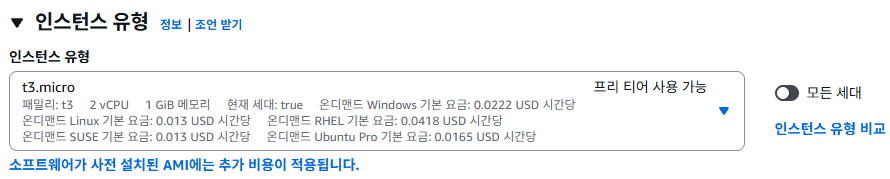 ▼ 인스턴스 유형 정보 | 조언 받기
인스턴스 유형
t3.micro 프리 티어 사용 가능
패밀리: t3 2 vCPU 1 GiB 메모리 현재 세대: true 온디맨드 Windows 기본 요금: 0.0222 USD 시간당
온디맨드 Linux 기본 요금: 0.013 USD 시간당 온디맨드 RHEL 기본 요금: 0.0418 USD 시간당
온디맨드 SUSE 기본 요금: 0.013 USD 시간당 온디맨드 Ubuntu Pro 기본 요금: 0.0165 USD 시간당
모든 세대
인스턴스 유형 비교
소프트웨어가 사전 설치된 AMI에는 추가 비용이 적용됩니다.